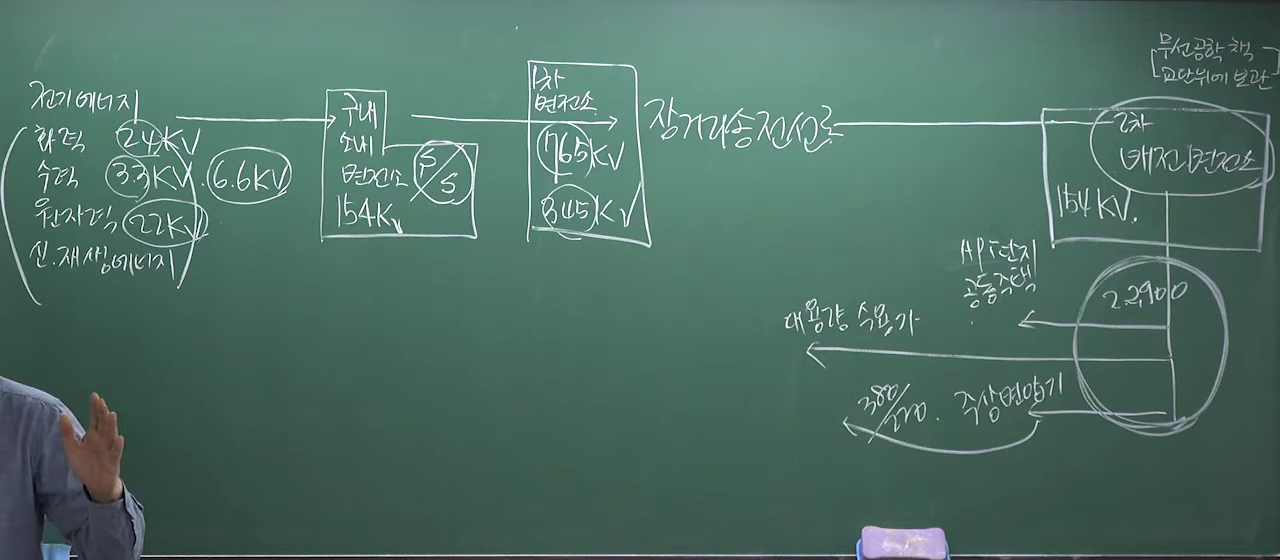 전기에너지
화력 24KV
수력 3.3KV. 6.6KV
원자력 22KV
신.재생에너지
구내
변전소 S/S
154KV
1차
변전소
765KV
345KV
장거리송전선로
무선공학 책
교단위에 보관
2차
배전변전소
154KV.
22,900
APT단지
공동주택
대용량 수용가
380/220. 주상변압기